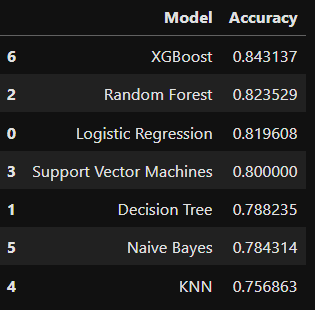 Model Accuracy
6 XGBoost 0.843137
2 Random Forest 0.823529
0 Logistic Regression 0.819608
3 Support Vector Machines 0.800000
1 Decision Tree 0.788235
5 Naive Bayes 0.784314
4 KNN 0.756863